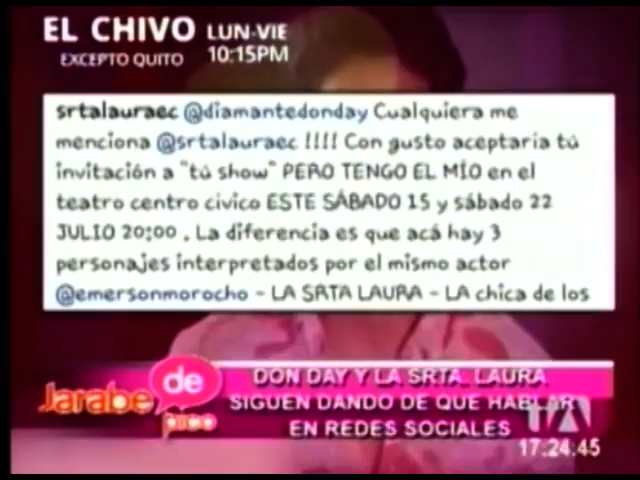 EL CHIVO LUN-VIE
EXCEPTO QUITO 10:15PM
srtalauraec @diamantedonday Cualquiera me
menciona @srtalauraec !!!! Con gusto aceptaria tú
invitación a "tú show" PERO TENGO EL MÍO en el
teatro centro civico ESTE SÁBADO 15 y sábado 22
JULIO 20:00 . La diferencia es que acá hay 3
personajes interpretados por el mismo actor
@emersonmorocho - LA SRTA LAURA - LA chica de los
Jarabe de pico
DON DAY Y LA SRTA. LAURA
SIGUEN DANDO DE QUE HABLAR
EN REDES SOCIALES
17:24:45